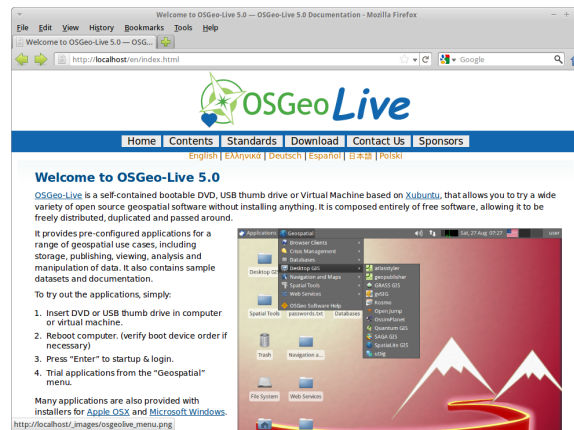 Welcome to OSGeo-Live 5.0 — OSGeo-Live 5.0 Documentation - Mozilla Firefox
File Edit View History Bookmarks Tools Help
Welcome to OSGeo-Live 5.0 — OSG...
http://localhost/en/index.html
Google
OSGeo Live
Home Contents Standards Download Contact Us Sponsors
English | Ελληνικά | Deutsch | Español | 日本語 | Polski
Welcome to OSGeo-Live 5.0
OSGeo-Live is a self-contained bootable DVD, USB thumb drive or Virtual Machine based on Xubuntu, that allows you to try a wide
variety of open source geospatial software without installing anything. It is composed entirely of free software, allowing it to be
freely distributed, duplicated and passed around.
It provides pre-configured applications for a
range of geospatial use cases, including
storage, publishing, viewing, analysis and
manipulation of data. It also contains sample
datasets and documentation.
To try out the applications, simply:
1. Insert DVD or USB thumb drive in computer
or virtual machine.
2. Reboot computer. (verify boot device order if
necessary)
3. Press "Enter" to startup & login.
4. Trial applications from the "Geospatial"
menu.
Many applications are also provided with
installers for Apple OSX and Microsoft Windows.
http://localhost/_images/osgeolive_menu.png
Applications Geospatial Sat, 27 Aug 07:27 user
Browser Clients
Crisis Management
Databases
Desktop GIS
Navigation and Maps
Spatial Tools
Web Services
OSGeo Software Help
atlasstyler
geopublisher
GRASS GIS
gvSIG
Kosmo
OpenJump
OssimPlanet
Quantum GIS
SAGA GIS
SpatiaLite GIS
uDig
Desktop GIS
Spatial Tools passwords.txt Databases
Trash Navigation a...
File System Web Services